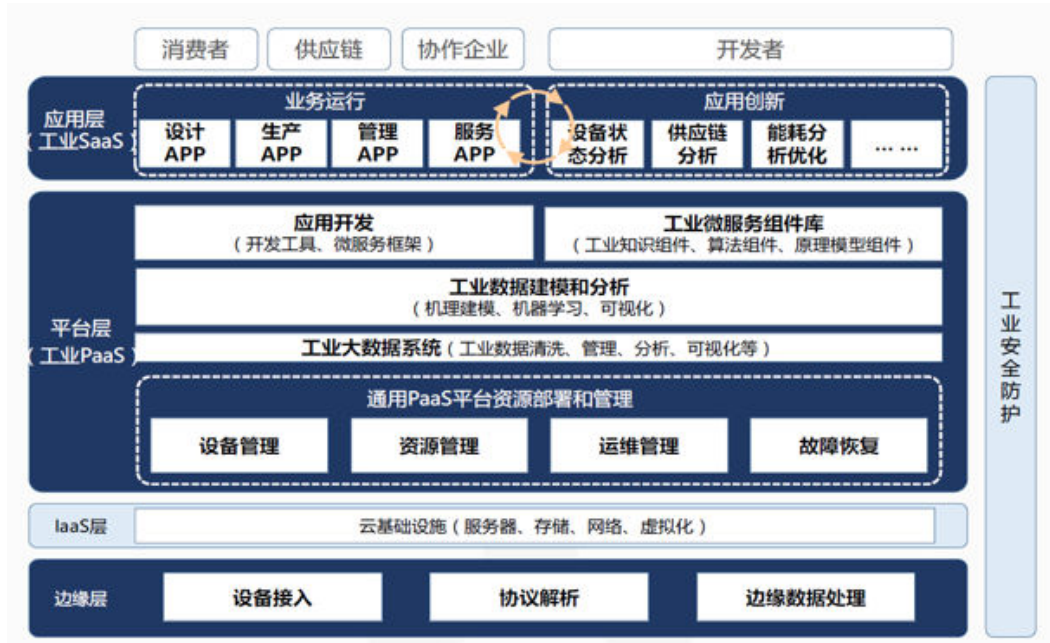 消费者
供应链
协作企业
开发者
应用层
（工业SaaS）
业务运行
设计
APP
生产
APP
管理
APP
服务
APP
应用创新
设备状
态分析
供应链
分析
能耗分
析优化
... ...
平台层
（工业PaaS）
应用开发
（开发工具、微服务框架）
工业微服务组件库
（工业知识组件、算法组件、原理模型组件）
工业数据建模和分析
（机理建模、机器学习、可视化）
工业大数据系统（工业数据清洗、管理、分析、可视化等）
通用PaaS平台资源部署和管理
设备管理
资源管理
运维管理
故障恢复
IaaS层
云基础设施（服务器、存储、网络、虚拟化）
边缘层
设备接入
协议解析
边缘数据处理
工业安全防护